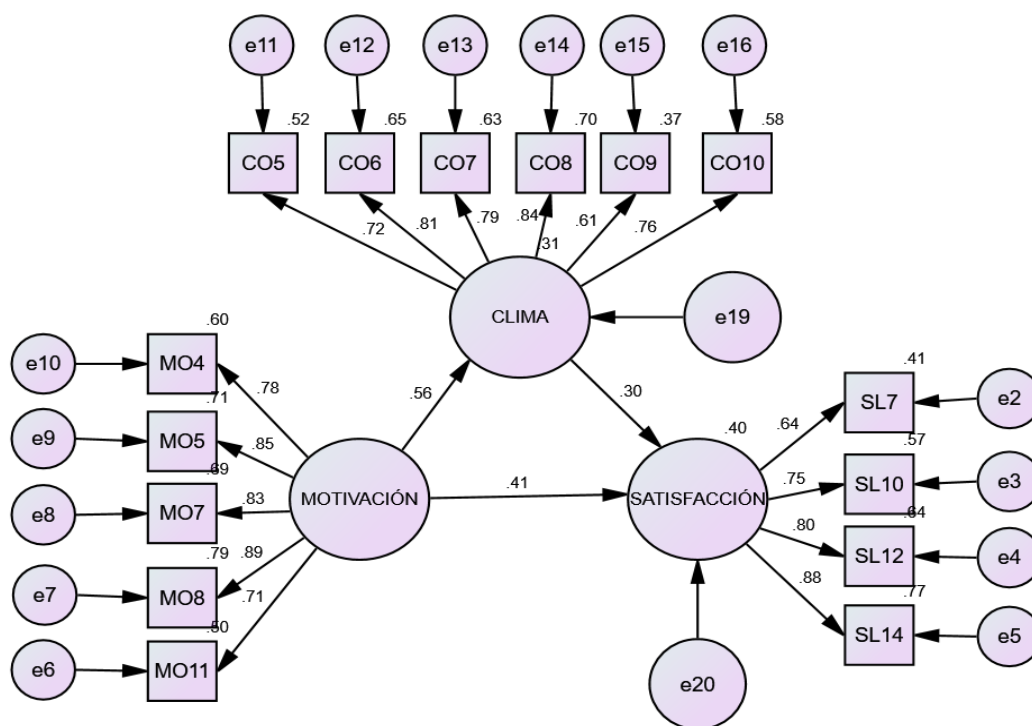 e11
e12
e13
e14
e15
e16
.52
.65
.63
.70
.37
.58
CO5
CO6
CO7
CO8
CO9
CO10
.72
.81
.79
.84
.61
.76
.31
CLIMA
e19
.60
e10
MO4
.78
.71
e9
MO5
.85
.69
e8
MO7
.83
.79
.89
e7
MO8
.71
.50
e6
MO11
MOTIVACIÓN
.56
.30
.41
.40
SATISFACCIÓN
e20
.41
SL7
e2
.64
.57
SL10
e3
.75
.64
SL12
e4
.80
.77
SL14
e5
.88